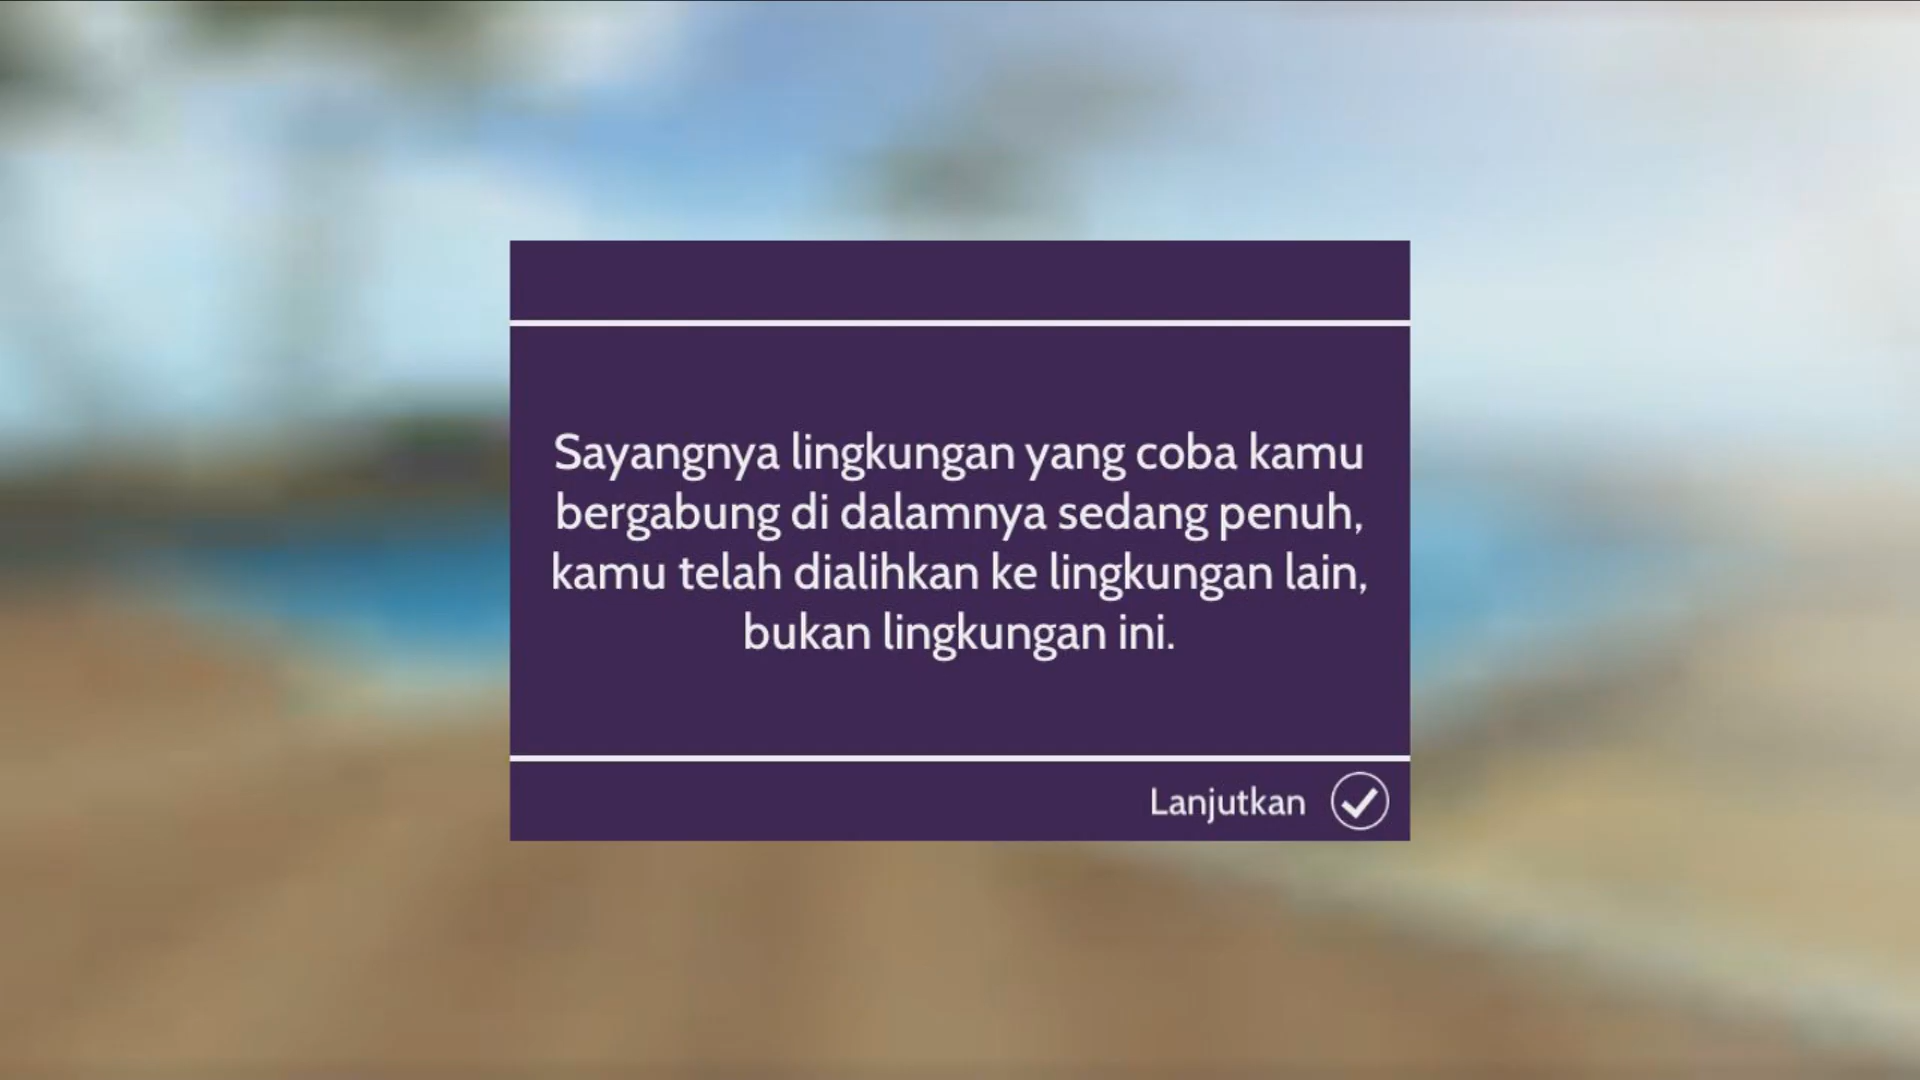 Sayangnya lingkungan yang coba kamu
bergabung di dalamnya sedang penuh,
kamu telah dialihkan ke lingkungan lain,
bukan lingkungan ini.
Lanjutkan